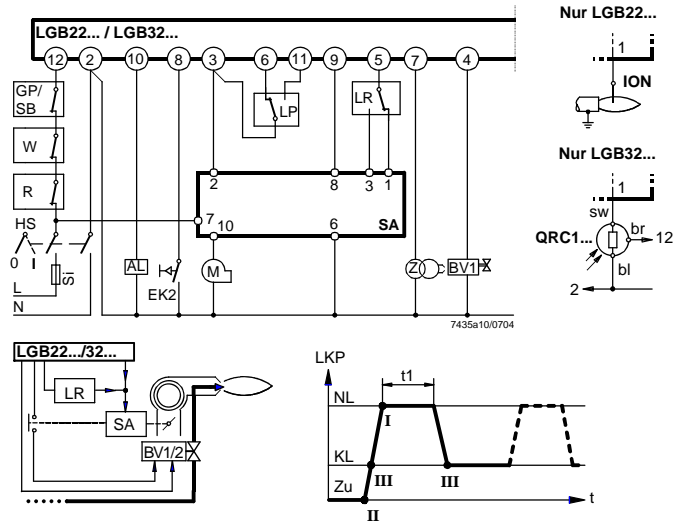 LGB22... / LGB32...
12 2 10 8 3 6 11 9 5 7 4
GP/
SB
LP
LR
W
R
2 8 3 1
7 10 6 SA
HS
0 I
Si
L
N
AL
EK2
M
Z
BV1
7435a10/0704
Nur LGB22...
1
ION
Nur LGB32...
1
sw
QRC1...
br
12
bl
2
LGB22.../32...
LR
SA
BV1/2
LKP
NL
t1
I
KL
III
III
Zu
II
t